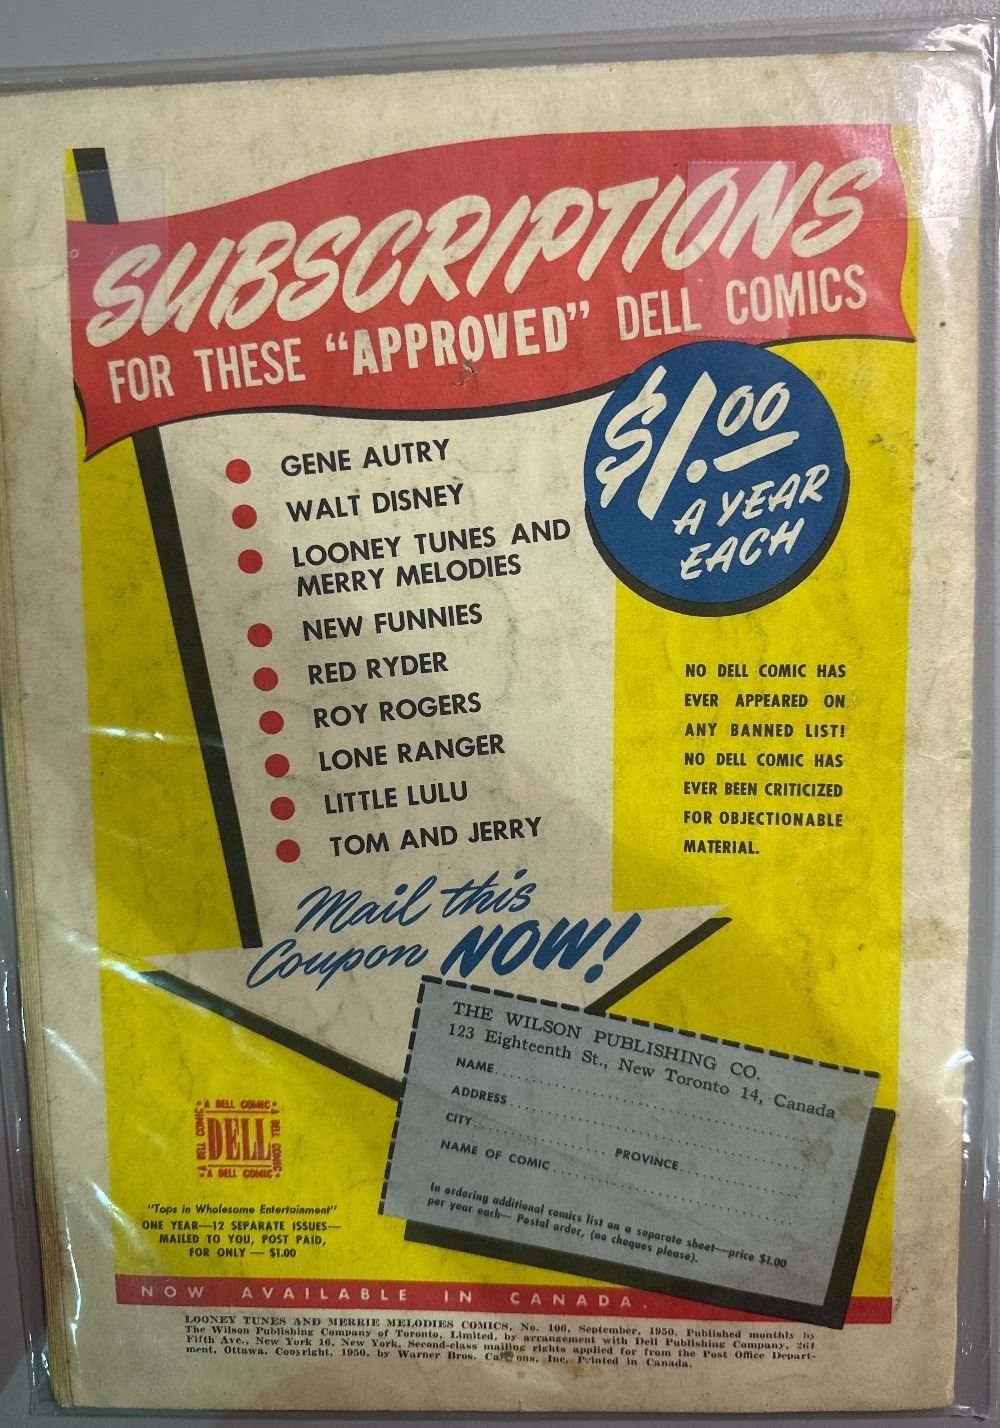 SUBSCRIPTIONS
FOR THESE "APPROVED" DELL COMICS
$1.00
A YEAR
EACH
GENE AUTRY
WALT DISNEY
LOONEY TUNES AND
MERRY MELODIES
NEW FUNNIES
RED RYDER
ROY ROGERS
LONE RANGER
LITTLE LULU
TOM AND JERRY
NO DELL COMIC HAS
EVER APPEARED ON
ANY BANNED LIST!
NO DELL COMIC HAS
EVER BEEN CRITICIZED
FOR OBJECTIONABLE
MATERIAL.
Mail this
Coupon NOW!
THE WILSON PUBLISHING CO.
123 Eighteenth St., New Toronto 14, Canada
NAME
ADDRESS
CITY PROVINCE
NAME OF COMIC
In ordering additional comics list on a separate sheet—price $1.00
per year each— Postal order, (no cheques please).
A DELL COMIC
A DELL COMIC
DELL
A DELL COMIC
A DELL COMIC
"Tops in Wholesome Entertainment"
ONE YEAR—12 SEPARATE ISSUES—
MAILED TO YOU, POST PAID,
FOR ONLY — $1.00
NOW AVAILABLE IN CANADA.
LOONEY TUNES AND MERRIE MELODIES COMICS, No. 106, September, 1950. Published monthly by
The Wilson Publishing Company of Toronto, Limited, by arrangement with Dell Publishing Company, 261
Fifth Ave., New York 16, New York. Second-class mailing rights applied for from the Post Office Depart-
ment, Ottawa. Copyright, 1950, by Warner Bros. Cartoons, Inc. Printed in Canada.